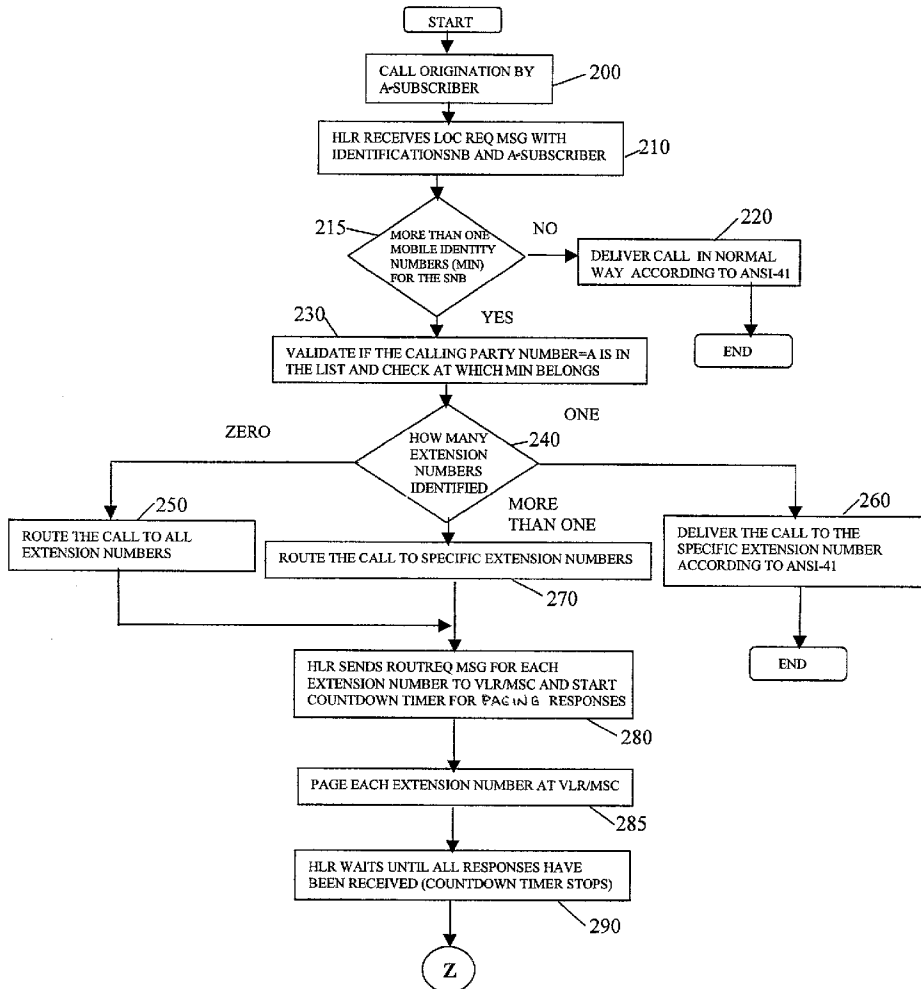 START
CALL ORIGINATION BY
A-SUBSCRIBER
200
HLR RECEIVES LOC REQ MSG WITH
IDENTIFICATIONSNB AND A-SUBSCRIBER
210
215
MORE THAN ONE
MOBILE IDENTITY
NUMBERS (MIN)
FOR THE SNB
NO
220
DELIVER CALL IN NORMAL
WAY ACCORDING TO ANSI-41
YES
END
230
VALIDATE IF THE CALLING PARTY NUMBER=A IS IN
THE LIST AND CHECK AT WHICH MIN BELONGS
ZERO
ONE
HOW MANY
EXTENSION
NUMBERS
IDENTIFIED
240
MORE
THAN ONE
250
ROUTE THE CALL TO ALL
EXTENSION NUMBERS
ROUTE THE CALL TO SPECIFIC EXTENSION NUMBERS
270
260
DELIVER THE CALL TO THE
SPECIFIC EXTENSION NUMBER
ACCORDING TO ANSI-41
END
HLR SENDS ROUTREQ MSG FOR EACH
EXTENSION NUMBER TO VLR/MSC AND START
COUNTDOWN TIMER FOR PAGING RESPONSES
280
PAGE EACH EXTENSION NUMBER AT VLR/MSC
285
HLR WAITS UNTIL ALL RESPONSES HAVE
BEEN RECEIVED (COUNTDOWN TIMER STOPS)
290
Z